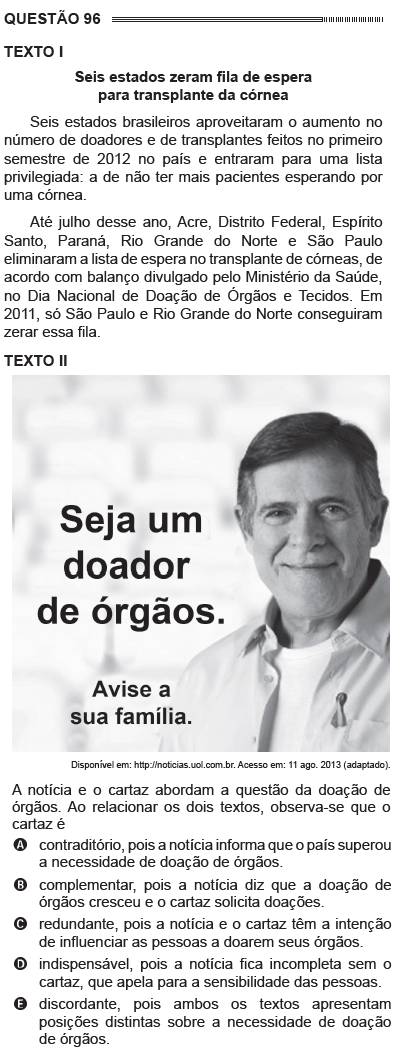 QUESTÃO 96
TEXTO I
Seis estados zeram fila de espera
para transplante da córnea
Seis estados brasileiros aproveitaram o aumento no
número de doadores e de transplantes feitos no primeiro
semestre de 2012 no país e entraram para uma lista
privilegiada: a de não ter mais pacientes esperando por
uma córnea.
Até julho desse ano, Acre, Distrito Federal, Espírito
Santo, Paraná, Rio Grande do Norte e São Paulo
eliminaram a lista de espera no transplante de córneas, de
acordo com balanço divulgado pelo Ministério da Saúde,
no Dia Nacional de Doação de Órgãos e Tecidos. Em
2011, só São Paulo e Rio Grande do Norte conseguiram
zerar essa fila.
TEXTO II
Seja um
doador
de órgãos.
Avise a
sua família.
Disponível em: http://noticias.uol.com.br. Acesso em: 11 ago. 2013 (adaptado).
A notícia e o cartaz abordam a questão da doação de
órgãos. Ao relacionar os dois textos, observa-se que o
cartaz é
A contraditório, pois a notícia informa que o país superou
a necessidade de doação de órgãos.
B complementar, pois a notícia diz que a doação de
órgãos cresceu e o cartaz solicita doações.
C redundante, pois a notícia e o cartaz têm a intenção
de influenciar as pessoas a doarem seus órgãos.
D indispensável, pois a notícia fica incompleta sem o
cartaz, que apela para a sensibilidade das pessoas.
E discordante, pois ambos os textos apresentam
posições distintas sobre a necessidade de doação
de órgãos.